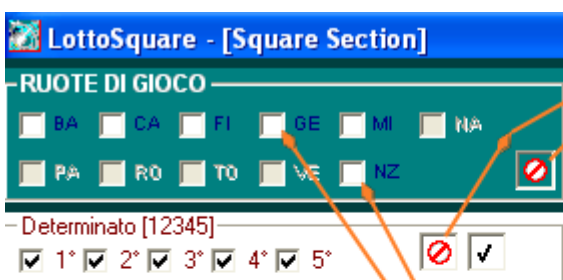 LottoSquare - [Square Section]
RUOTE DI GIOCO
BA CA FI GE MI NA
PA RO TO VE NZ
Determinato [12345]
1° 2° 3° 4° 5°